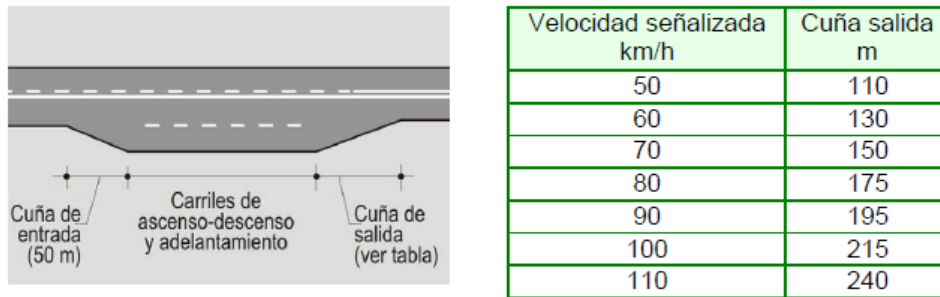 Cuña de
entrada
(50 m)
Carriles de
ascenso-descenso
y adelantamiento
Cuña de
salida
(ver tabla)
Velocidad señalizada Cuña salida
km/h m
50 110
60 130
70 150
80 175
90 195
100 215
110 240